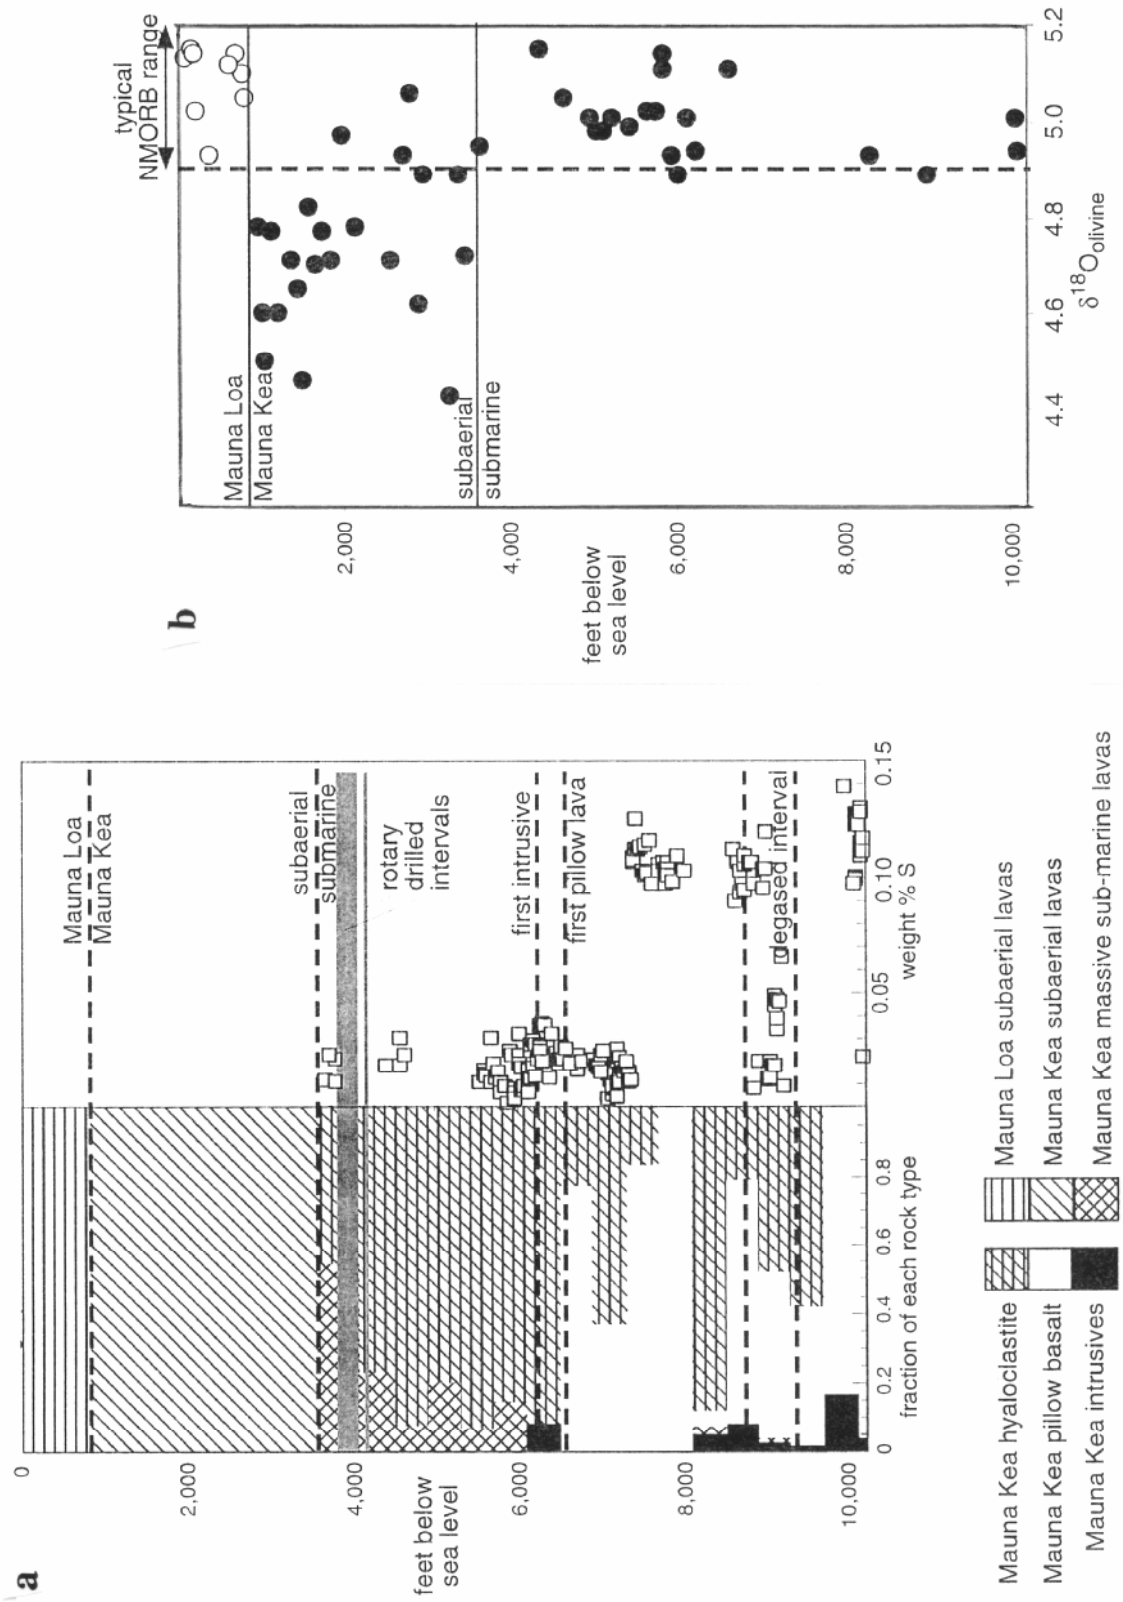 a
0
2,000
4,000
feet below
sea level
6,000
8,000
10,000
Mauna Loa
Mauna Kea
subaerial
submarine
rotary
drilled
intervals
first intrusive
first pillow lava
degased interval
0
0.2
0.4
0.6
0.8
fraction of each rock type
0.05
0.10
0.15
weight % S
Mauna Kea hyaloclastite
Mauna Kea pillow basalt
Mauna Kea intrusives
Mauna Loa subaerial lavas
Mauna Kea subaerial lavas
Mauna Kea massive sub-marine lavas
b
typical
NMORB range
Mauna Loa
Mauna Kea
subaerial
submarine
2,000
4,000
feet below
sea level
6,000
8,000
10,000
4.4
4.6
4.8
5.0
5.2
δ18Oolivine